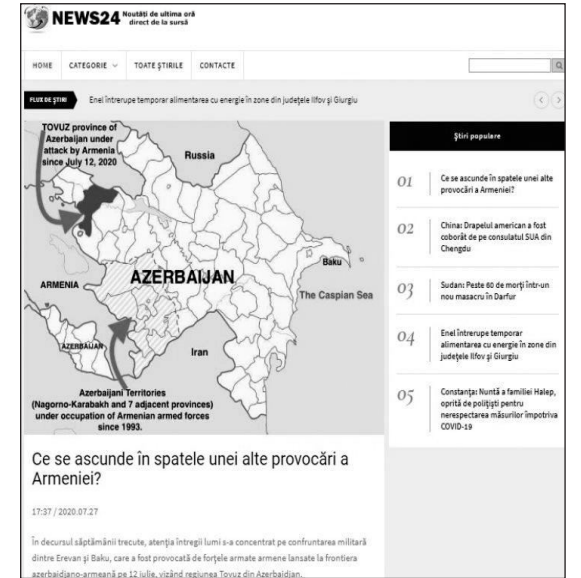 NEWS24 Noutăți de ultima oră
direct de la sursă
HOME CATEGORIE TOATE ȘTIRILE CONTACTE
FLUX DE ȘTIRI Enel întrerupe temporar alimentarea cu energie în zone din județele Ilfov și Giurgiu
TOVUZ province of
Azerbaijan under
attack by Armenia
since July 12, 2020
Russia
AZERBAIJAN
Baku
ARMENIA
The Caspian Sea
AZERBAIJAN
Iran
Azerbaijani Territories
(Nagorno-Karabakh and 7 adjacent provinces)
under occupation of Armenian armed forces
since 1993.
Ce se ascunde în spatele unei alte provocări a
Armeniei?
17:37 / 2020.07.27
În decursul săptămânii trecute, atenția întregii lumi s-a concentrat pe confruntarea militară
dintre Erevan și Baku, care a fost provocată de forțele armate armene lansate la frontiera
azerbaidjano-armeană pe 12 iulie, vizând regiunea Tovuz din Azerbaidjan.
Știri populare
01 Ce se ascunde în spatele unei alte
provocări a Armeniei?
02 China: Drapelul american a fost
coborât de pe consulatul SUA din
Chengdu
03 Sudan: Peste 60 de morți într-un
nou masacru în Darfur
04 Enel întrerupe temporar
alimentarea cu energie în zone din
județele Ilfov și Giurgiu
05 Constanța: Nuntă a familiei Halep,
oprită de polițiști pentru
nerespectarea măsurilor împotriva
COVID-19